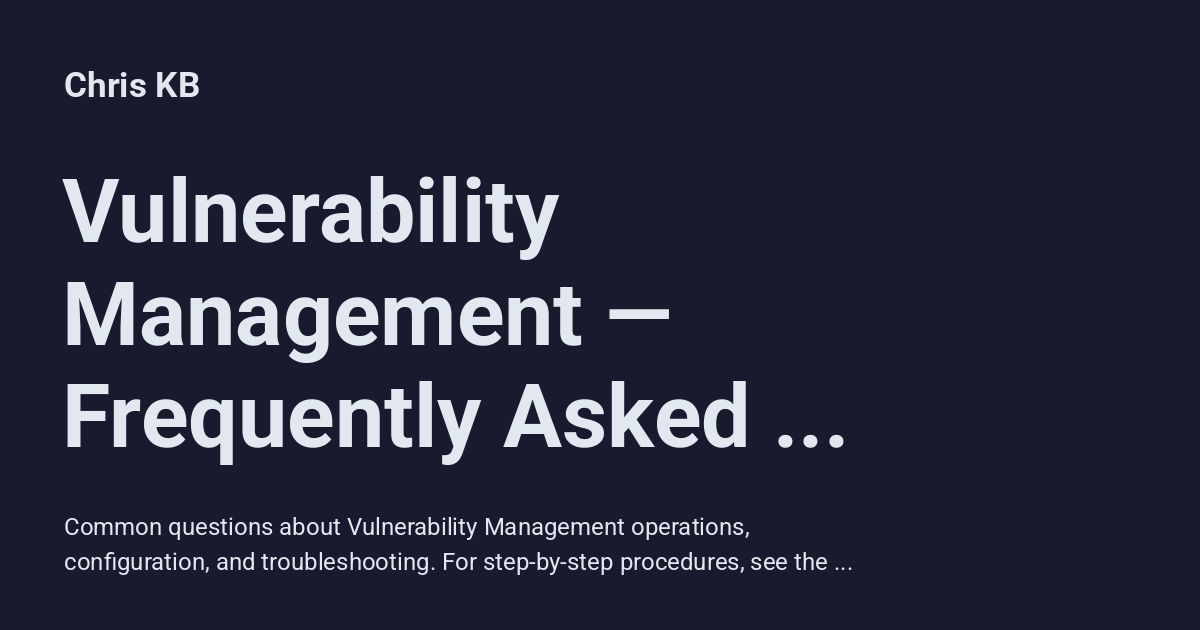 Chris KB
Vulnerability
Management —
Frequently Asked ...
Common questions about Vulnerability Management operations,
configuration, and troubleshooting. For step-by-step procedures, see the ...